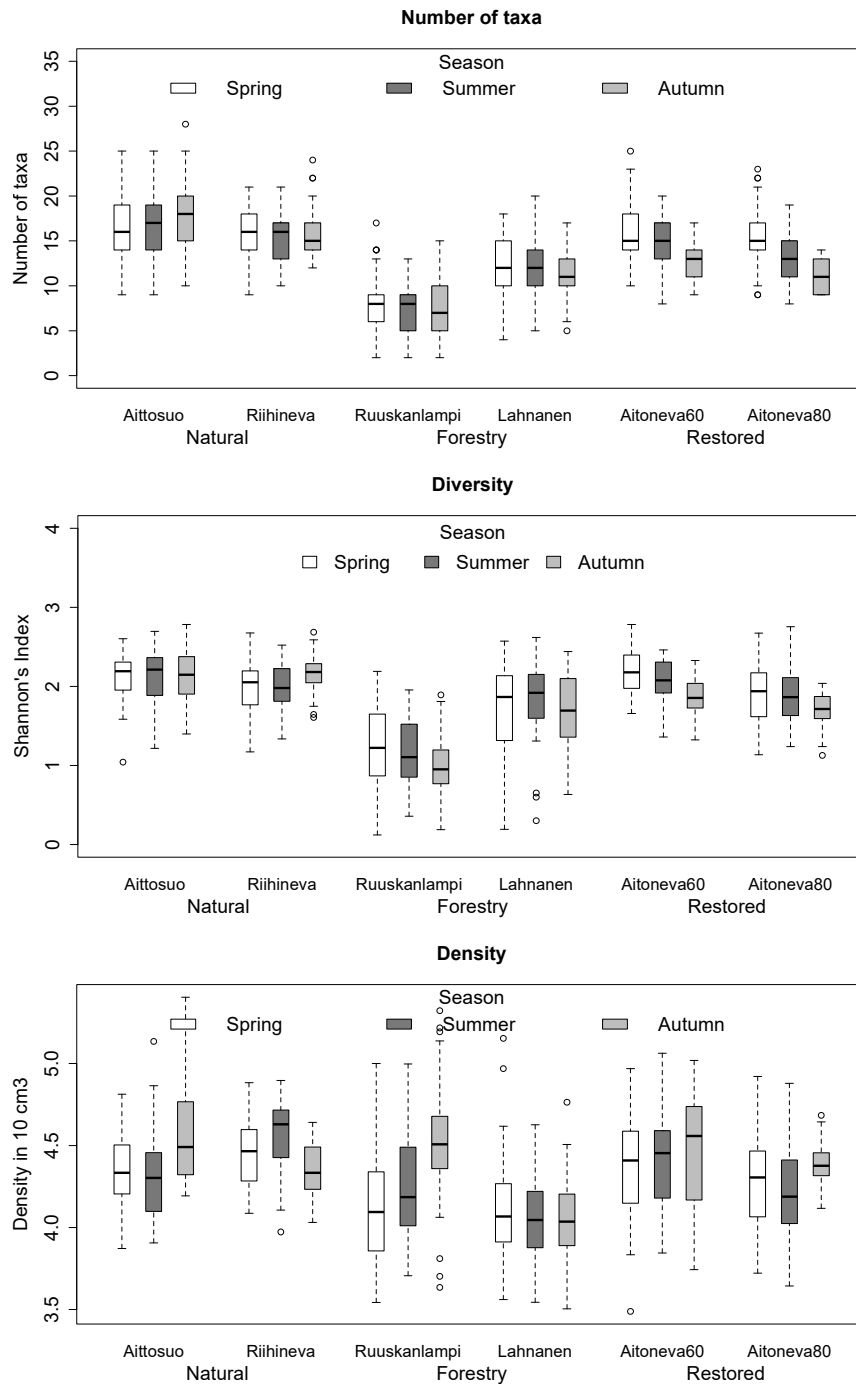 Number of taxa
Season
Spring Summer Autumn
Number of taxa
35
30
25
20
15
10
5
0
Aittosuo Riihineva Ruuskanlampi Lahnanen Aitoneva60 Aitoneva80
Natural Forestry Restored
Diversity
Season
Spring Summer Autumn
Shannon's Index
4
3
2
1
0
Aittosuo Riihineva Ruuskanlampi Lahnanen Aitoneva60 Aitoneva80
Natural Forestry Restored
Density
Season
Spring Summer Autumn
Density in 10 cm3
5.0
4.5
4.0
3.5
Aittosuo Riihineva Ruuskanlampi Lahnanen Aitoneva60 Aitoneva80
Natural Forestry Restored